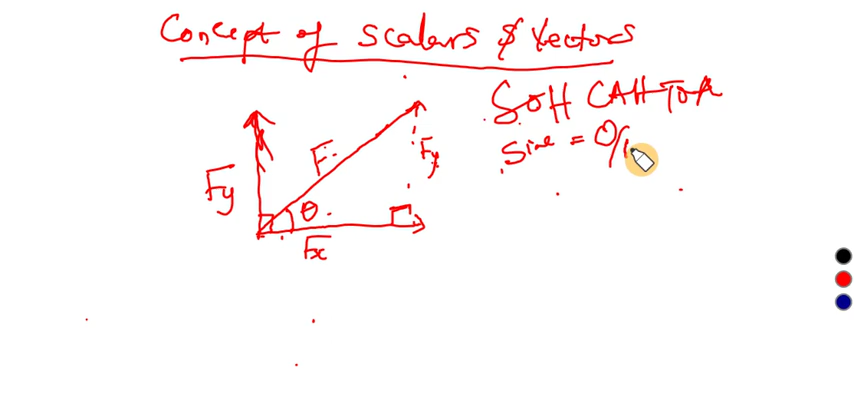 Concept of Scalars & Vectors
SOH CAH TOA
Sine = O/
F
Fy
Fy
θ
Fx